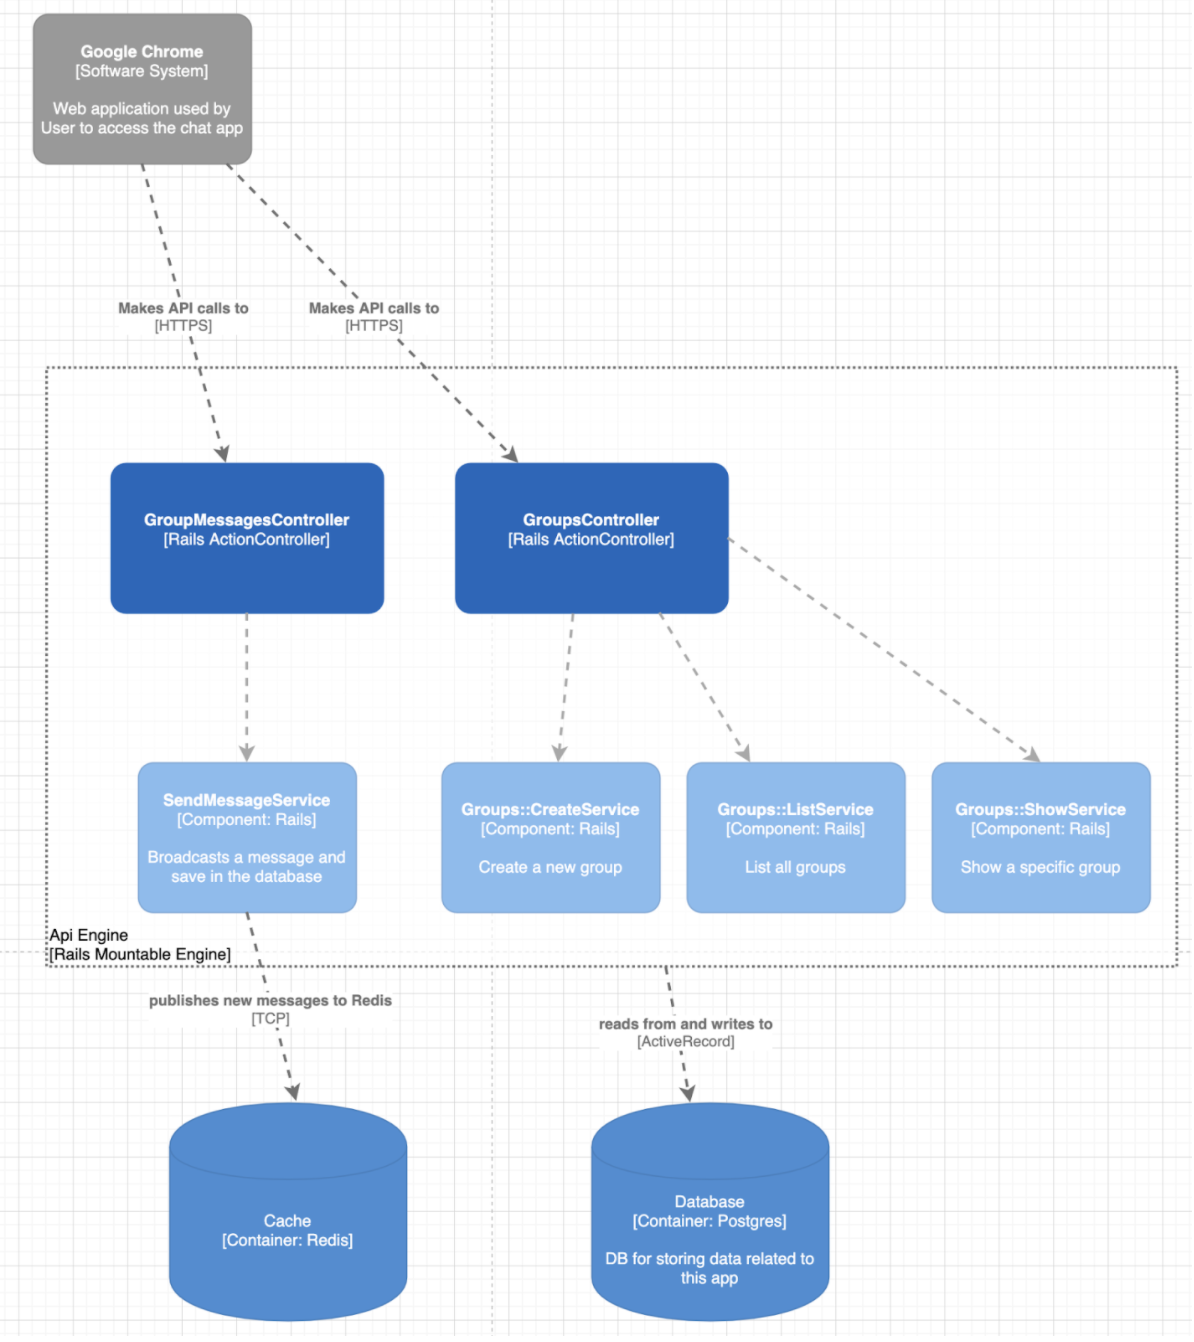 Google Chrome
[Software System]
Web application used by
User to access the chat app
Makes API calls to
[HTTPS]
Makes API calls to
[HTTPS]
GroupMessagesController
[Rails ActionController]
GroupsController
[Rails ActionController]
SendMessageService
[Component: Rails]
Broadcasts a message and
save in the database
Groups::CreateService
[Component: Rails]
Create a new group
Groups::ListService
[Component: Rails]
List all groups
Groups::ShowService
[Component: Rails]
Show a specific group
Api Engine
[Rails Mountable Engine]
publishes new messages to Redis
[TCP]
reads from and writes to
[ActiveRecord]
Cache
[Container: Redis]
Database
[Container: Postgres]
DB for storing data related to
this app